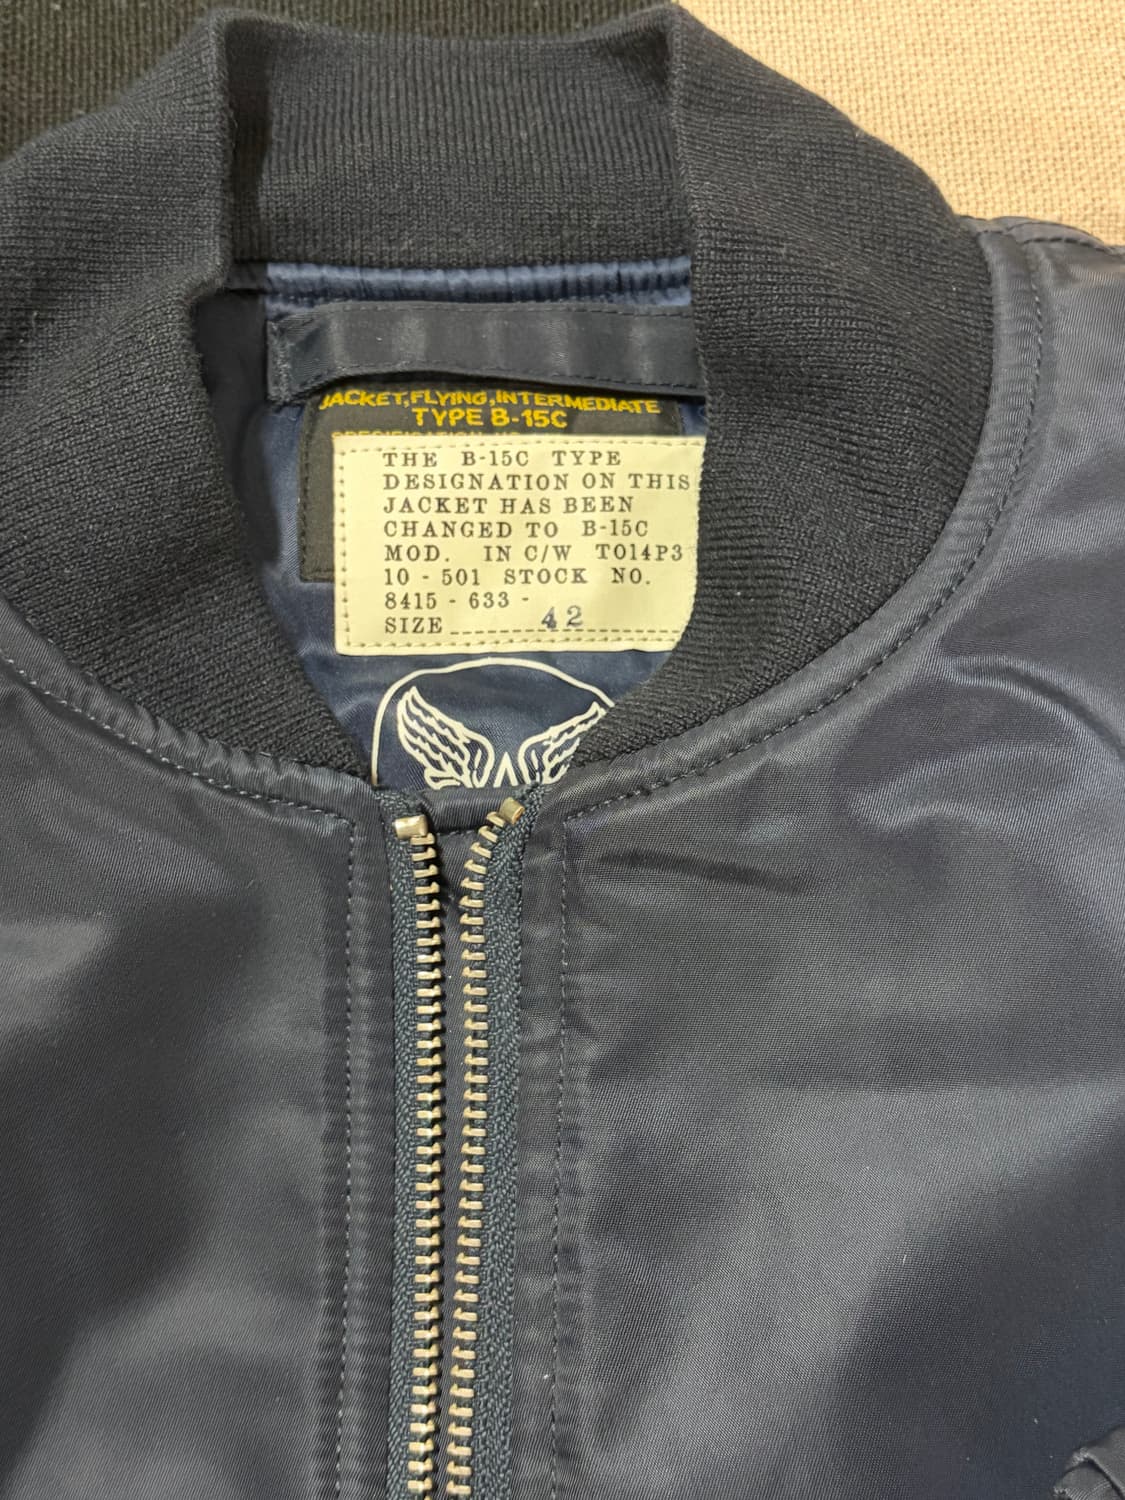 JACKET, FLYING, INTERMEDIATE
TYPE B-15C
THE B-15C TYPE
DESIGNATION ON THIS
JACKET HAS BEEN
CHANGED TO B-15C
MOD. IN C/W TO14P3
10 - 501 STOCK NO.
8415 - 633 -
SIZE 42